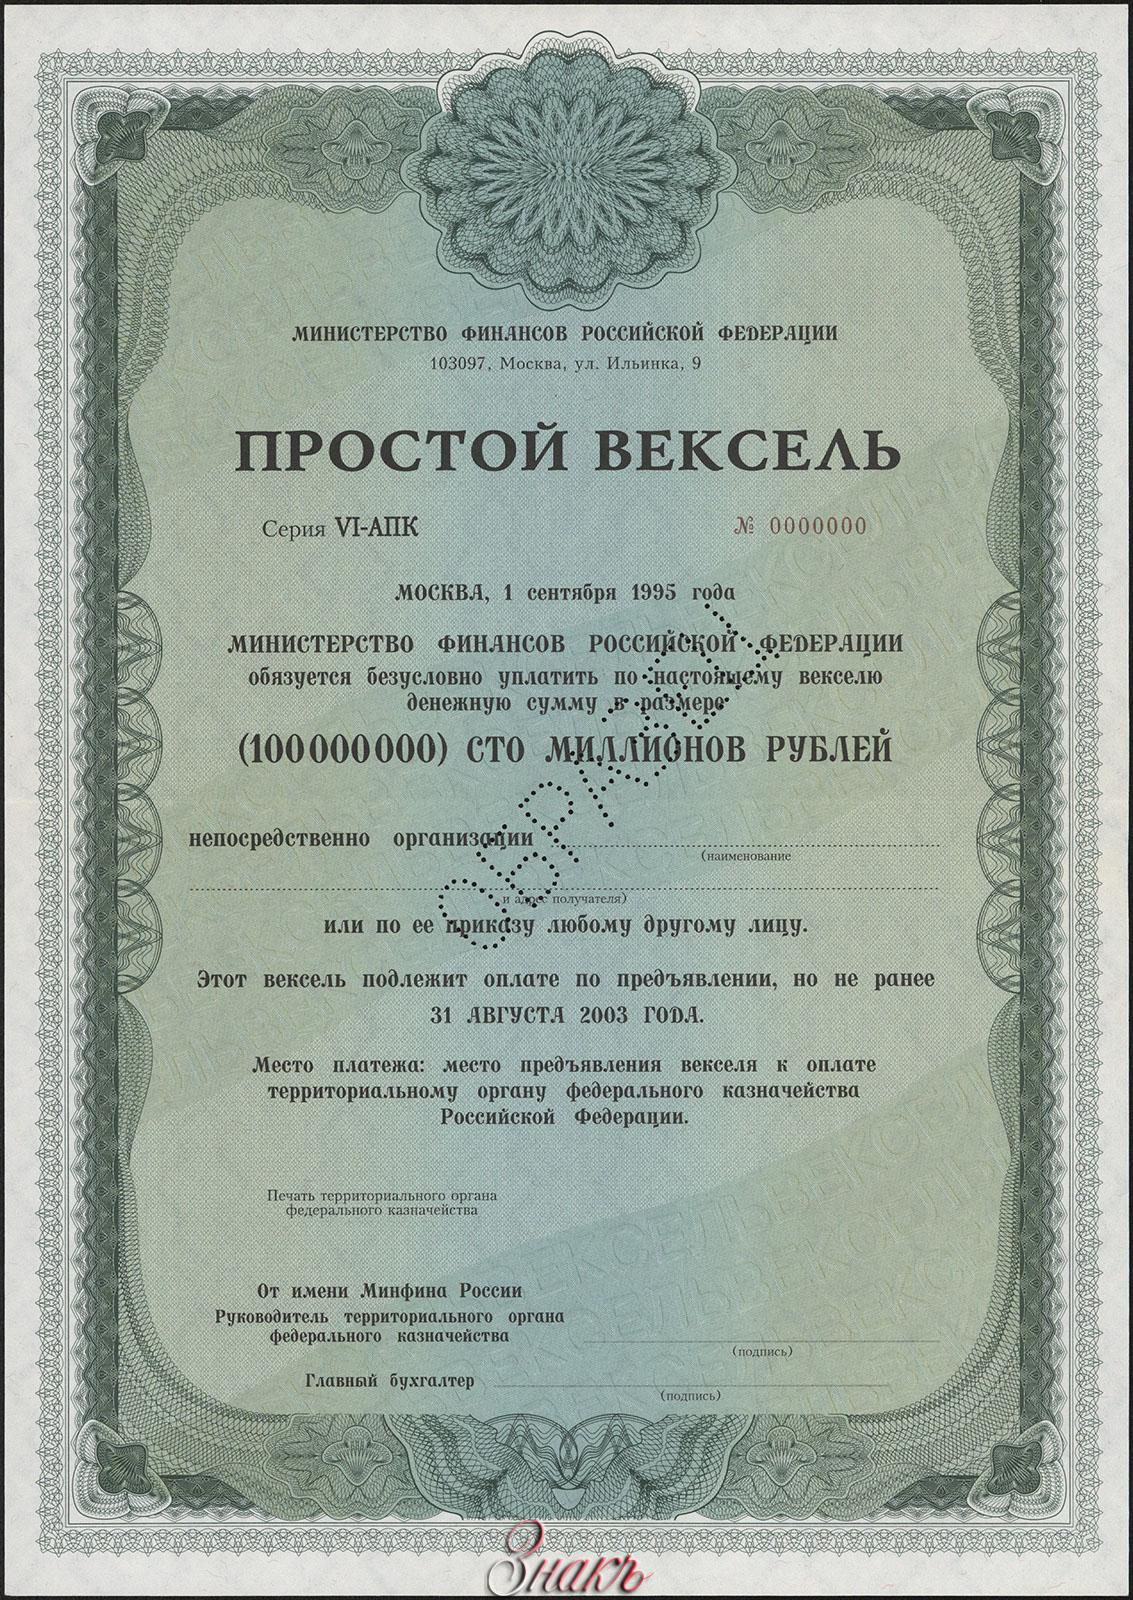 МИНИСТЕРСТВО ФИНАНСОВ РОССИЙСКОЙ ФЕДЕРАЦИИ
103097, Москва, ул. Ильинка, 9
ПРОСТОЙ ВЕКСЕЛЬ
Серия VI-АПК № 0000000
МОСКВА, 1 сентября 1995 года
МИНИСТЕРСТВО ФИНАНСОВ РОССИЙСКОЙ ФЕДЕРАЦИИ
обязуется безусловно уплатить по настоящему векселю
денежную сумму в размере
(100000000) СТО МИЛЛИОНОВ РУБЛЕЙ
ОБРАЗЕЦ
непосредственно организации
(наименование
и адрес получателя)
или по ее приказу любому другому лицу.
Этот вексель подлежит оплате по предъявлении, но не ранее
31 АВГУСТА 2003 ГОДА.
Место платежа: место предъявления векселя к оплате
территориальному органу федерального казначейства
Российской Федерации.
Печать территориального органа
федерального казначейства
От имени Минфина России
Руководитель территориального органа
федерального казначейства
(подпись)
Главный бухгалтер
(подпись)
Знакъ